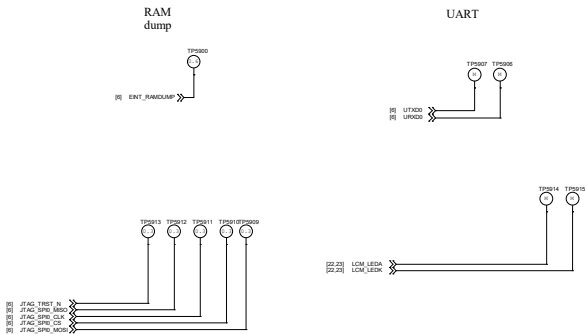 RAM
dump
UART
TP5900
TP5907 TP5906
[6] EINT_RAMDUMP
[6] UTXD0
[6] URXD0
TP5914 TP5915
TP5913 TP5912 TP5911 TP5910 TP5909
[22,23] LCM_LEDA
[22,23] LCM_LEDK
[6] JTAG_TRST_N
[6] JTAG_SPI0_MISO
[6] JTAG_SPI0_CLK
[6] JTAG_SPI0_CS
[6] JTAG_SPI0_MOSI